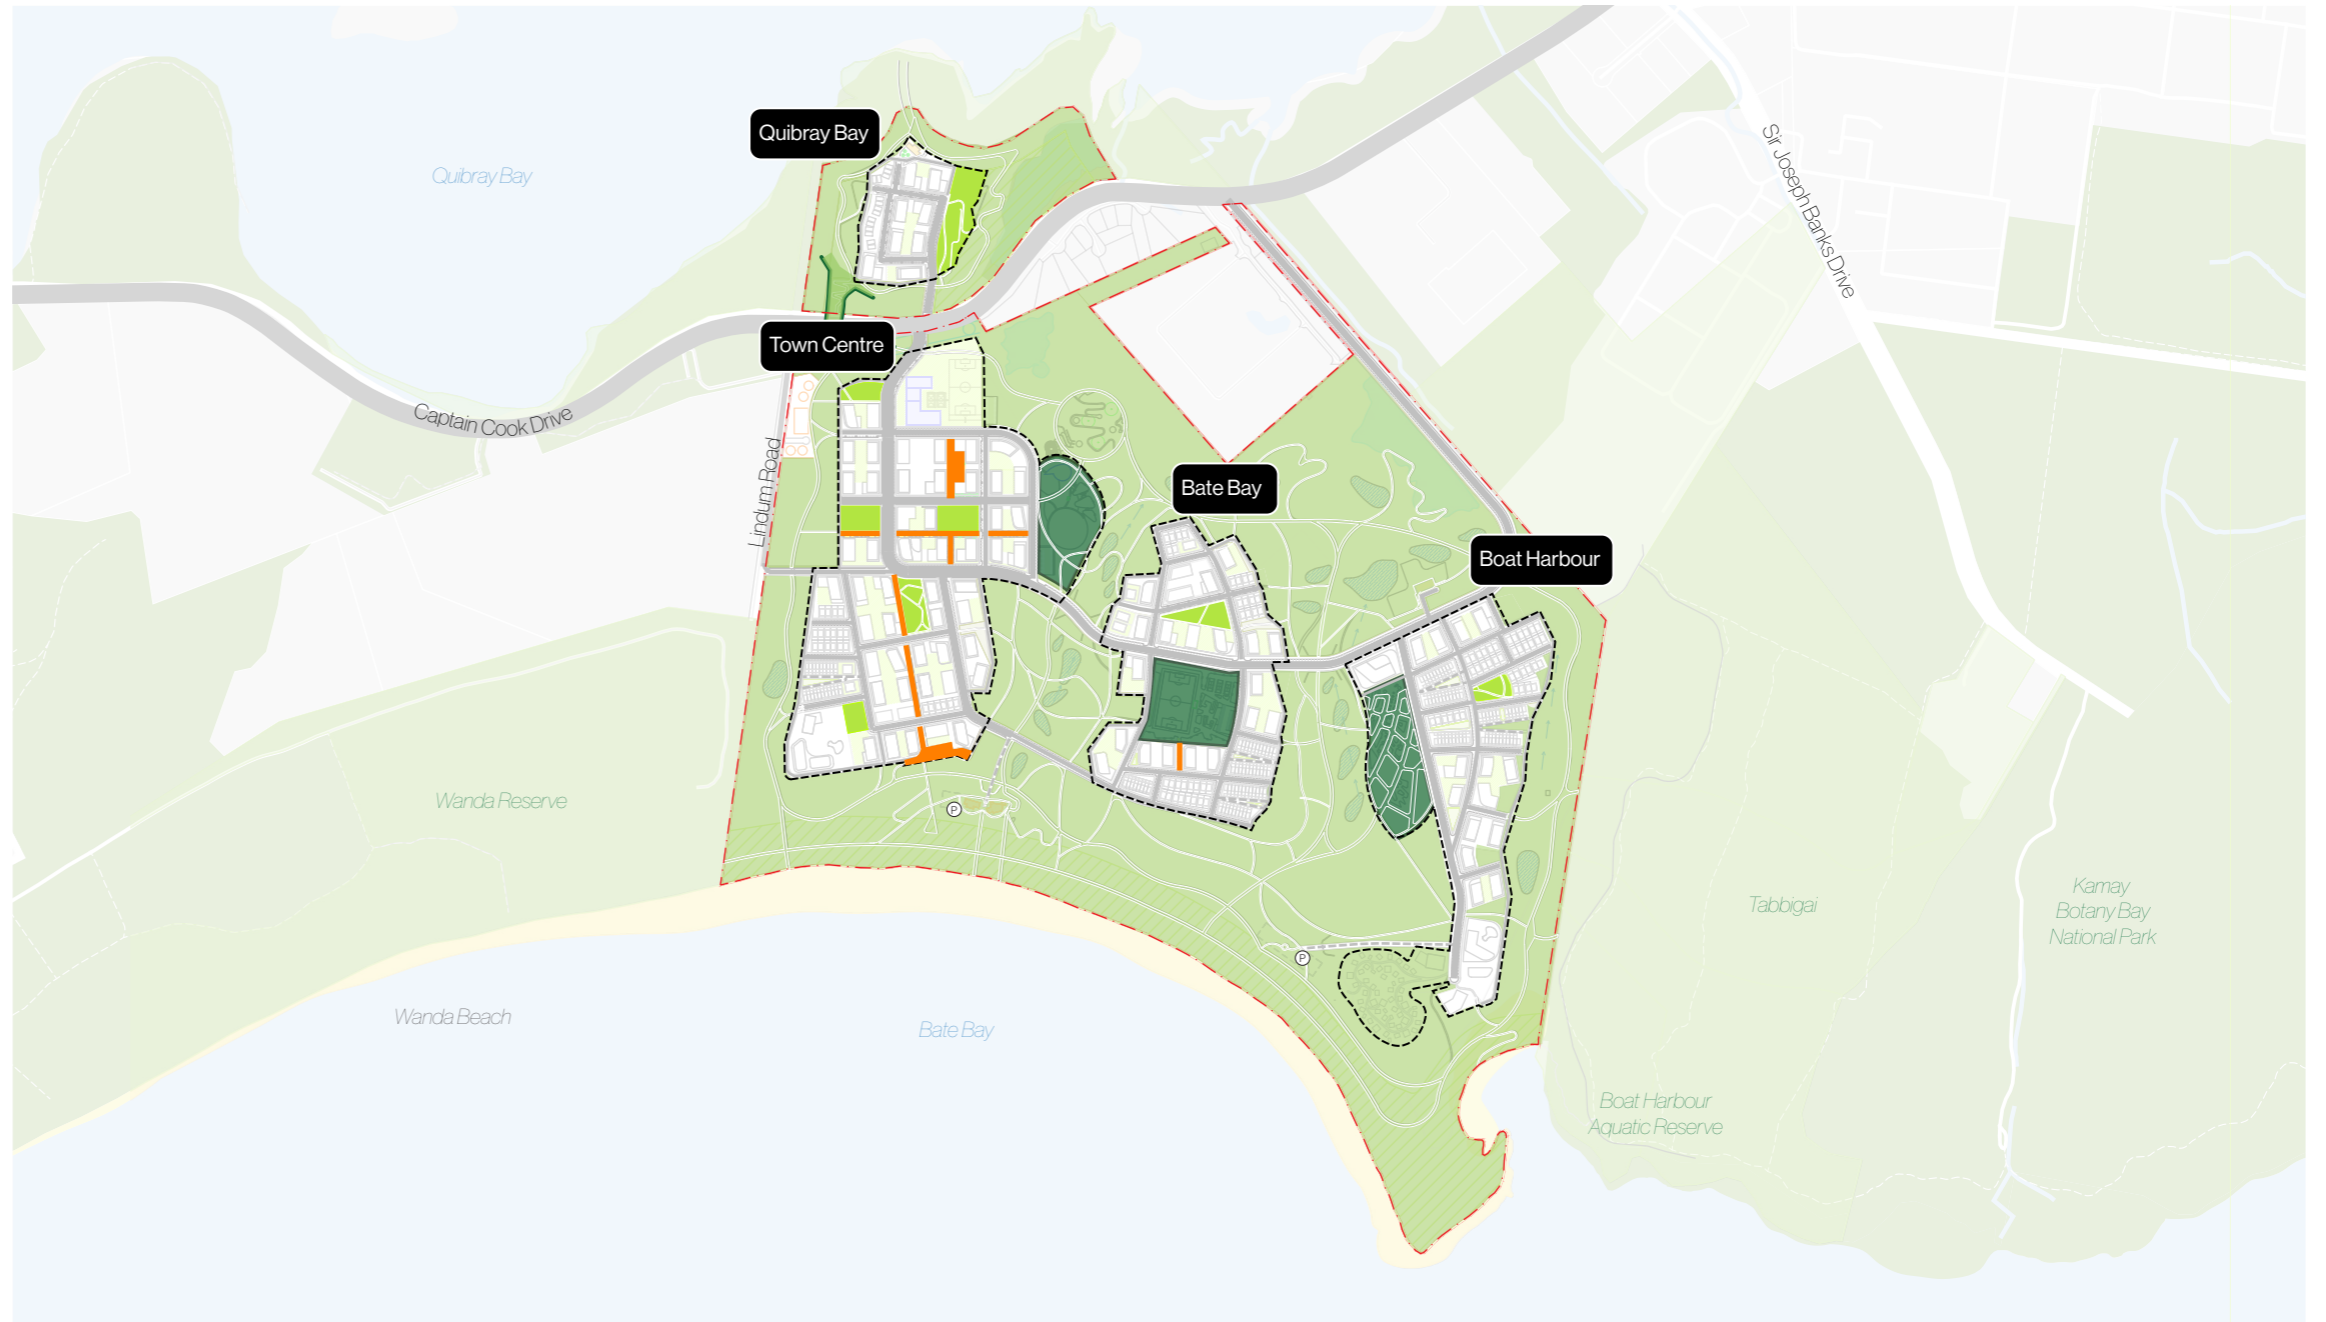 Quibray Bay
Sir Joseph Banks Drive
Quibray Bay
Town Centre
Captain Cook Drive
Lindum Road
Bate Bay
Boat Harbour
Wanda Reserve
P
Tabbigai
Kamay
Botany Bay
National Park
P
Wanda Beach
Bate Bay
Boat Harbour
Aquatic Reserve